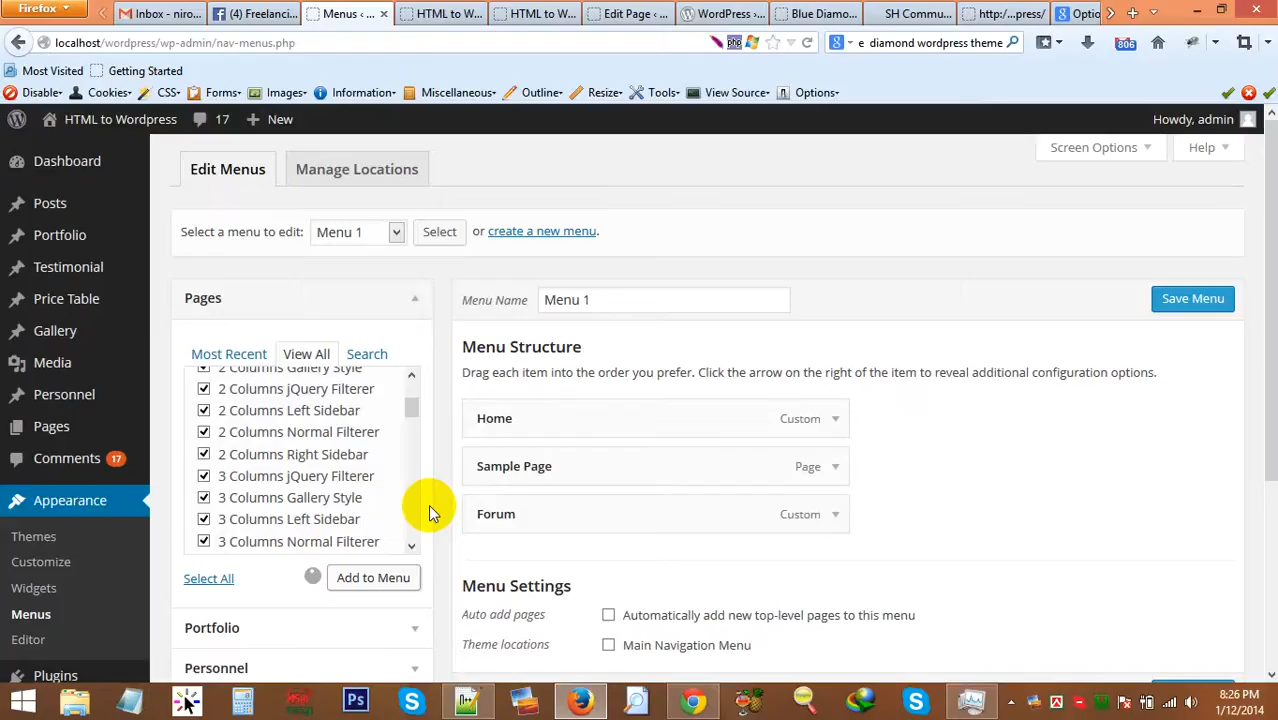 Firefox
Inbox - niro...
(4) Freelanci...
Menus ‹ ...
HTML to W...
HTML to W...
Edit Page ‹ ...
WordPress ›...
Blue Diamo...
SH Commu...
http:/...press/
Optio
localhost/wordpress/wp-admin/nav-menus.php
php
e diamond wordpress theme
806
Most Visited
Getting Started
Disable▾
Cookies▾
CSS▾
Forms▾
Images▾
Information▾
Miscellaneous▾
Outline▾
Resize▾
Tools▾
View Source▾
Options▾
HTML to Wordpress
17
New
Howdy, admin
Dashboard
Posts
Portfolio
Testimonial
Price Table
Gallery
Media
Personnel
Pages
Comments 17
Appearance
Themes
Customize
Widgets
Menus
Editor
Plugins
Screen Options
Help
Edit Menus
Manage Locations
Select a menu to edit: Menu 1 Select or create a new menu.
Pages
Most Recent
View All
Search
2 Columns Gallery Style
2 Columns jQuery Filterer
2 Columns Left Sidebar
2 Columns Normal Filterer
2 Columns Right Sidebar
3 Columns jQuery Filterer
3 Columns Gallery Style
3 Columns Left Sidebar
3 Columns Normal Filterer
Select All
Add to Menu
Portfolio
Personnel
Menu Name Menu 1
Save Menu
Menu Structure
Drag each item into the order you prefer. Click the arrow on the right of the item to reveal additional configuration options.
Home Custom
Sample Page Page
Forum Custom
Menu Settings
Auto add pages Automatically add new top-level pages to this menu
Theme locations Main Navigation Menu
Ps
8:26 PM
1/12/2014